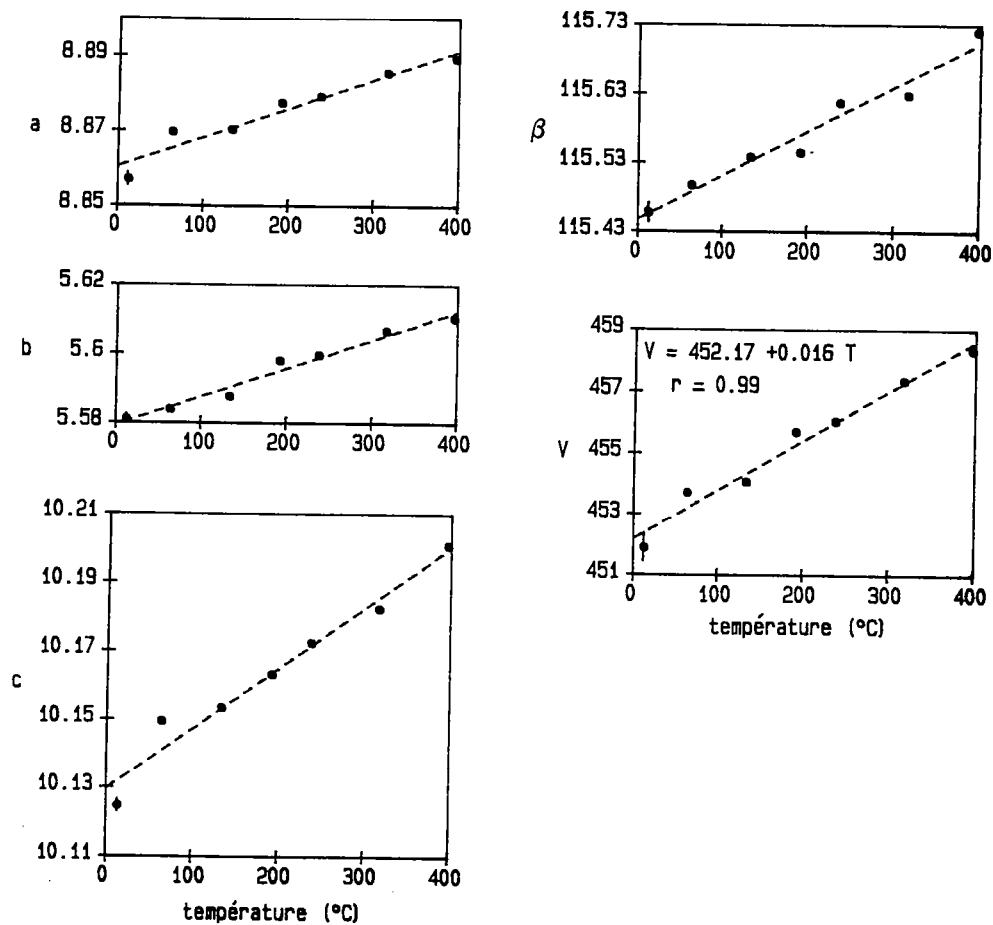 8.89
a
8.87
8.85
0 100 200 300 400
5.62
b
5.6
5.58
0 100 200 300 400
10.21
10.19
10.17
c
10.15
10.13
10.11
0 100 200 300 400
température (°C)
115.73
115.63
β
115.53
115.43
0 100 200 300 400
459
V = 452.17 +0.016 T
r = 0.99
457
455
V
453
451
0 100 200 300 400
température (°C)